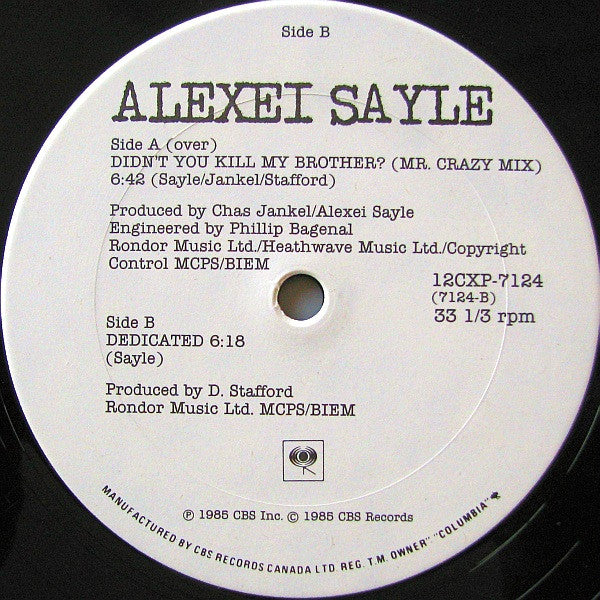 Side B
ALEXEI SAYLE
Side A (over)
DIDN'T YOU KILL MY BROTHER? (MR. CRAZY MIX)
6:42 (Sayle/Jankel/Stafford)
Produced by Chas Jankel/Alexei Sayle
Engineered by Phillip Bagenal
Rondor Music Ltd./Heathwave Music Ltd./Copyright
Control MCPS/BIEM
12CXP-7124
(7124-B)
33 1/3 rpm
Side B
DEDICATED 6:18
(Sayle)
Produced by D. Stafford
Rondor Music Ltd. MCPS/BIEM
℗ 1985 CBS Inc. © 1985 CBS Records
MANUFACTURED BY CBS RECORDS CANADA LTD REG. T.M. OWNER "COLUMBIA"